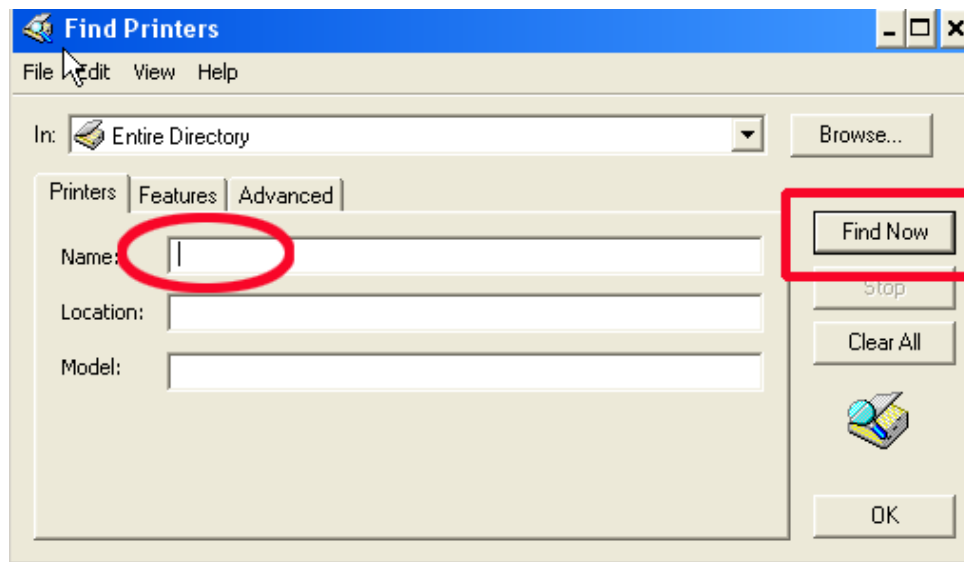 Find Printers
File Edit View Help
In: Entire Directory Browse...
Printers Features Advanced
Name: Find Now
Stop
Location:
Clear All
Model:
OK